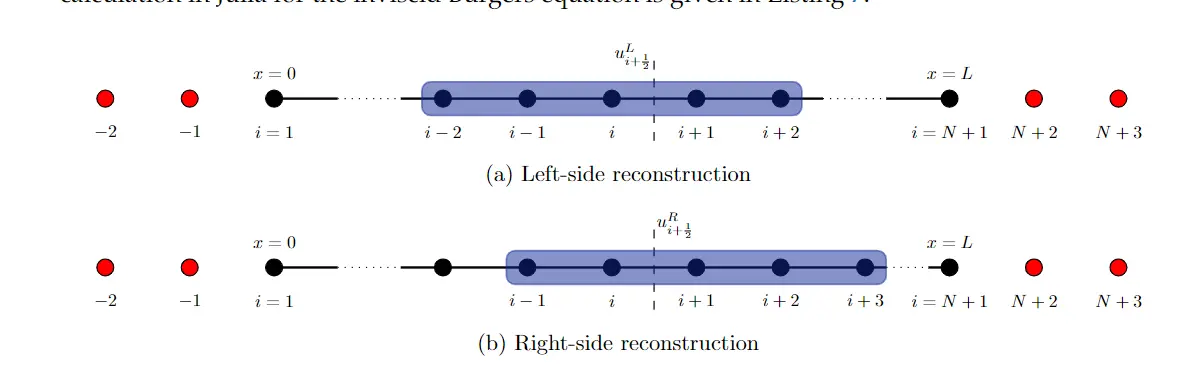 calculation in Julia for the inviscid Burgers equation is given in Listing 7.
u^L_{i+\frac{1}{2}}
x = 0 x = L
−2 −1 i = 1 i − 2 i − 1 i i + 1 i + 2 i = N + 1 N + 2 N + 3
(a) Left-side reconstruction
u^R_{i+\frac{1}{2}}
x = 0 x = L
−2 −1 i = 1 i − 1 i i + 1 i + 2 i + 3 i = N + 1 N + 2 N + 3
(b) Right-side reconstruction